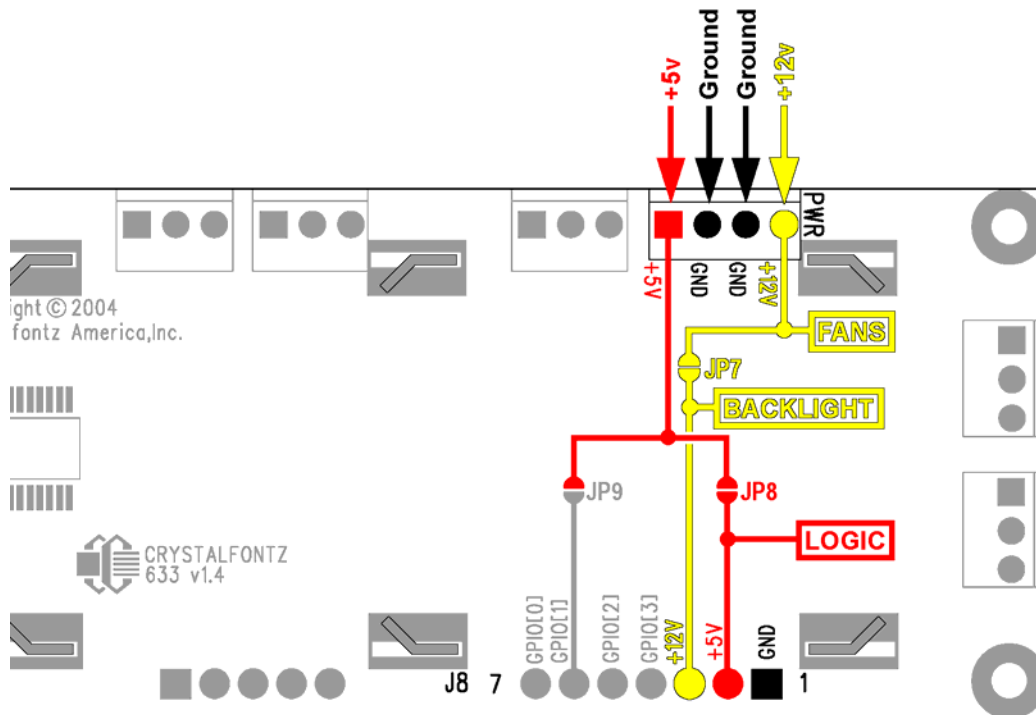 +5v
Ground
Ground
+12v
PWR
+5V
GND
GND
+12V
ight © 2004
fontz America,Inc.
FANS
JP7
BACKLIGHT
JP9
JP8
LOGIC
CRYSTALFONTZ
633 v1.4
GPIO[0]
GPIO[1]
GPIO[2]
GPIO[3]
+12V
+5V
GND
J8 7
1